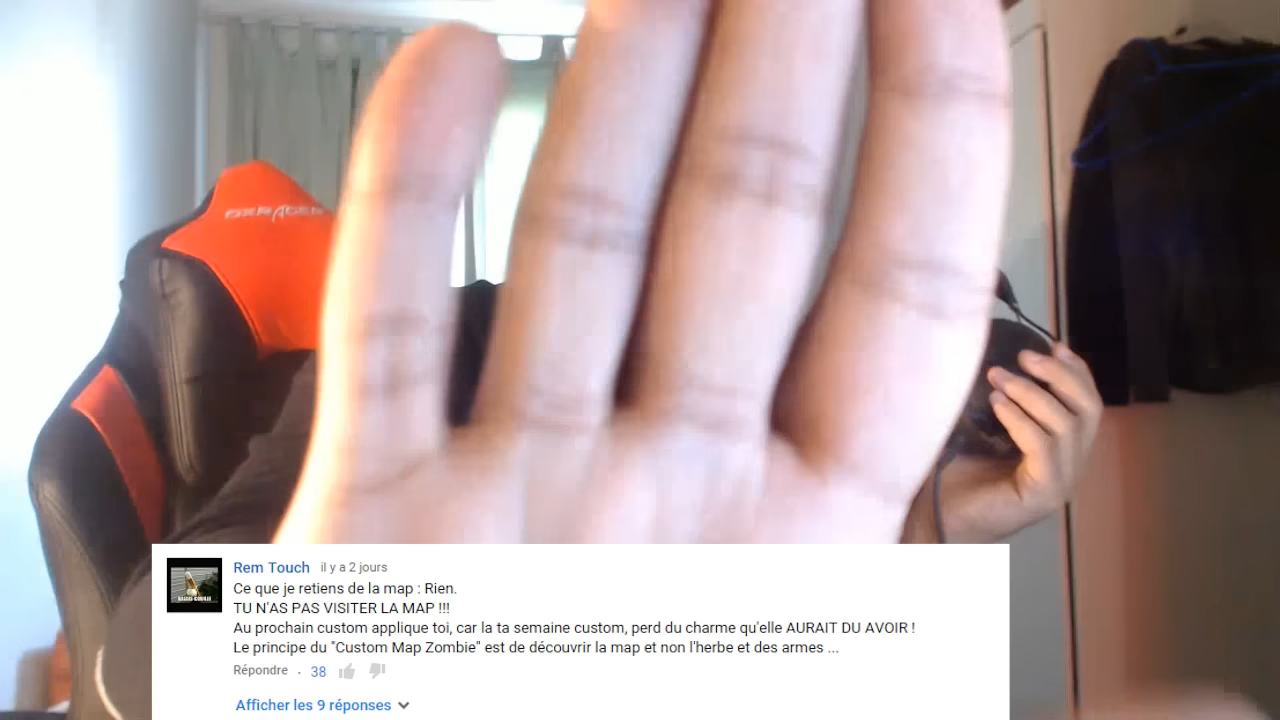 DXRACER
Rem Touch il y a 2 jours
Ce que je retiens de la map : Rien.
TU N'AS PAS VISITER LA MAP !!!
Au prochain custom applique toi, car la ta semaine custom, perd du charme qu'elle AURAIT DU AVOIR !
Le principe du "Custom Map Zombie" est de découvrir la map et non l'herbe et des armes ...
Répondre . 38
Afficher les 9 réponses